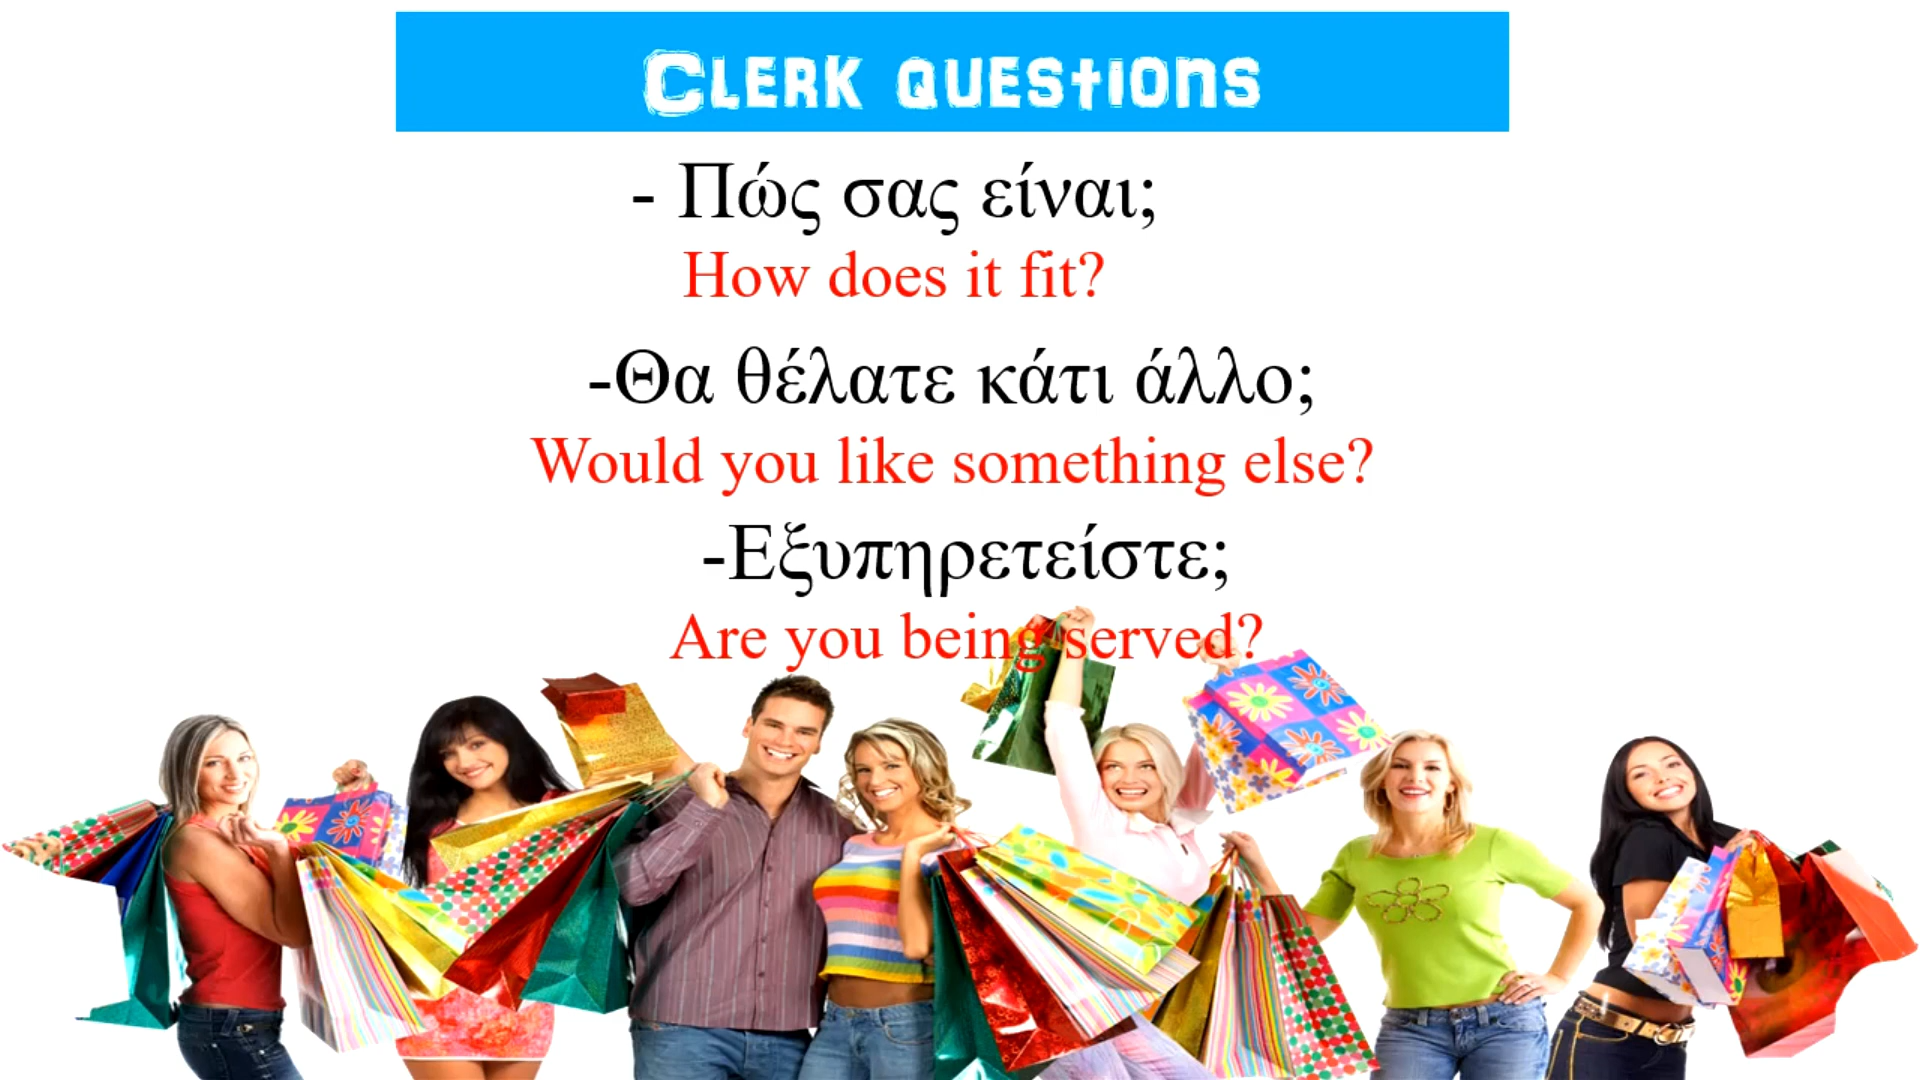 Clerk questions
- Πώς σας είναι;
How does it fit?
-Θα θέλατε κάτι άλλο;
Would you like something else?
-Εξυπηρετείστε;
Are you being served?